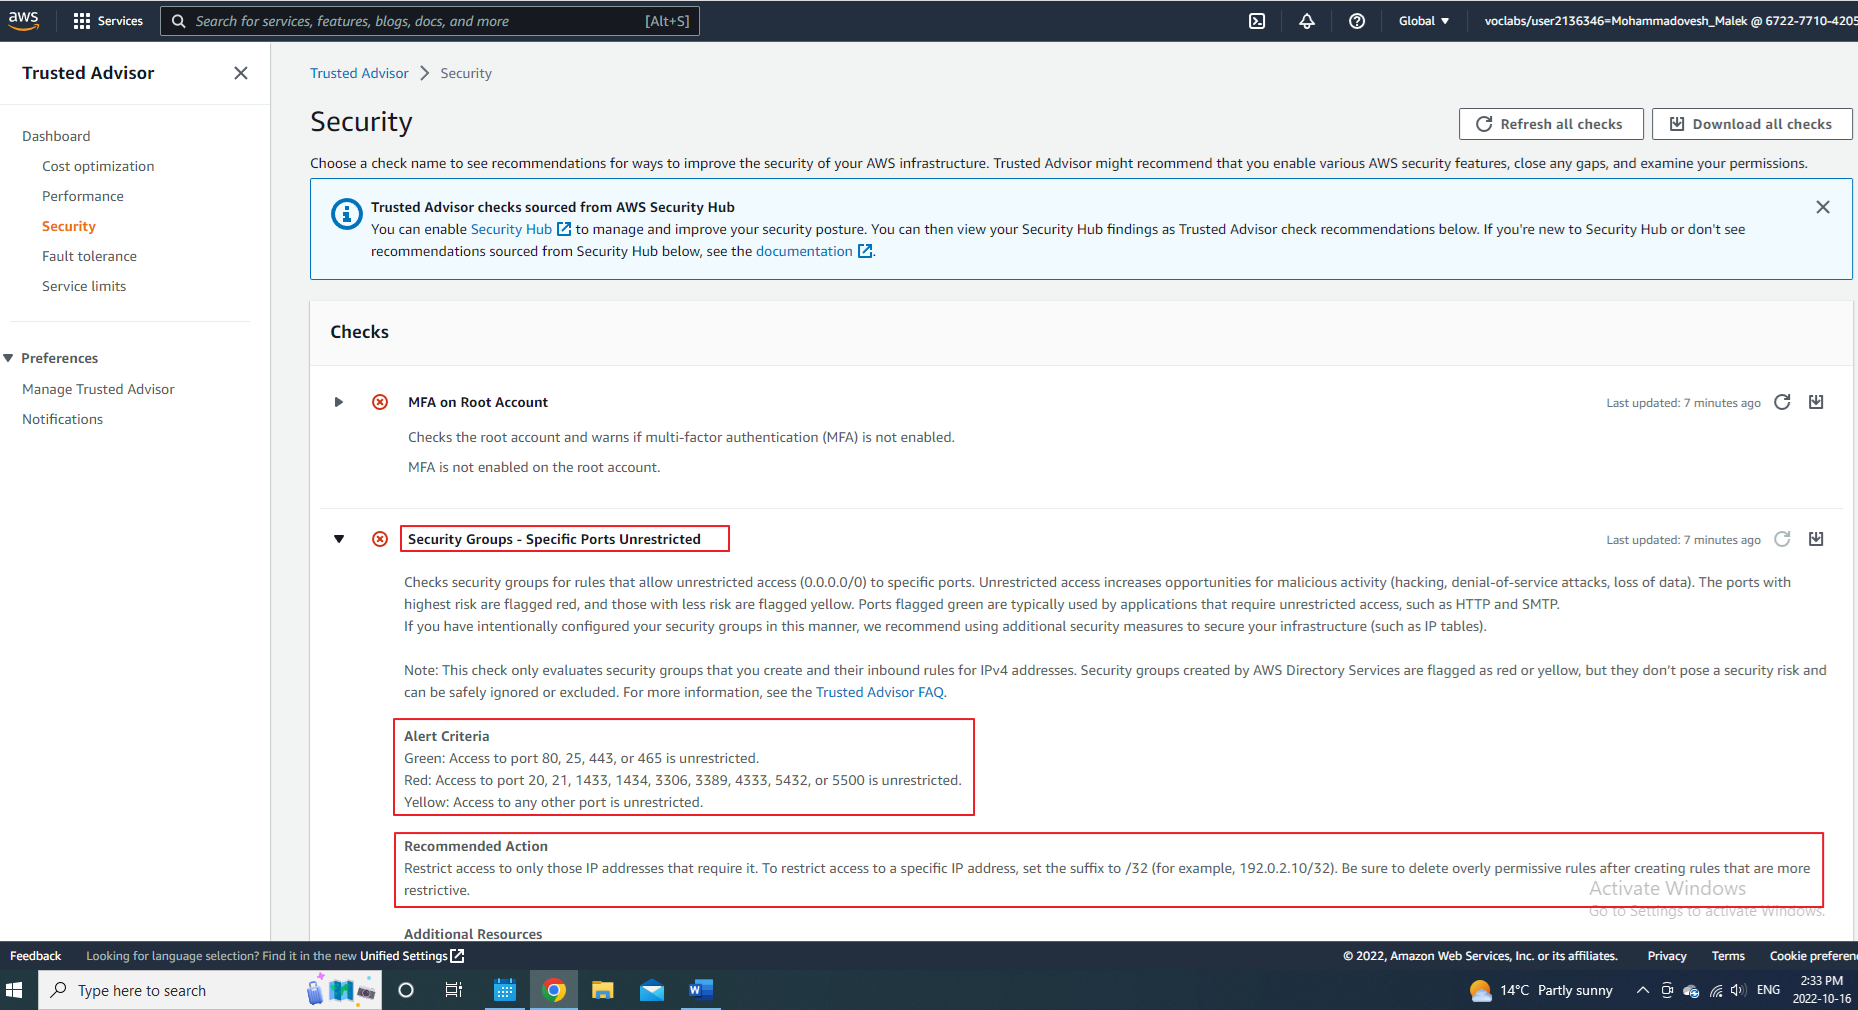 aws
Services
Search for services, features, blogs, docs, and more
[Alt+S]
Global
voclabs/user2136346=Mohammadovesh_Malek @ 6722-7710-4205
Trusted Advisor
Dashboard
Cost optimization
Performance
Security
Fault tolerance
Service limits
Preferences
Manage Trusted Advisor
Notifications
Trusted Advisor
Security
Security
Refresh all checks
Download all checks
Choose a check name to see recommendations for ways to improve the security of your AWS infrastructure. Trusted Advisor might recommend that you enable various AWS security features, close any gaps, and examine your permissions.
Trusted Advisor checks sourced from AWS Security Hub
You can enable Security Hub to manage and improve your security posture. You can then view your Security Hub findings as Trusted Advisor check recommendations below. If you're new to Security Hub or don't see
recommendations sourced from Security Hub below, see the documentation.
Checks
MFA on Root Account
Last updated: 7 minutes ago
Checks the root account and warns if multi-factor authentication (MFA) is not enabled.
MFA is not enabled on the root account.
Security Groups - Specific Ports Unrestricted
Last updated: 7 minutes ago
Checks security groups for rules that allow unrestricted access (0.0.0.0/0) to specific ports. Unrestricted access increases opportunities for malicious activity (hacking, denial-of-service attacks, loss of data). The ports with
highest risk are flagged red, and those with less risk are flagged yellow. Ports flagged green are typically used by applications that require unrestricted access, such as HTTP and SMTP.
If you have intentionally configured your security groups in this manner, we recommend using additional security measures to secure your infrastructure (such as IP tables).
Note: This check only evaluates security groups that you create and their inbound rules for IPv4 addresses. Security groups created by AWS Directory Services are flagged as red or yellow, but they don't pose a security risk and
can be safely ignored or excluded. For more information, see the Trusted Advisor FAQ.
Alert Criteria
Green: Access to port 80, 25, 443, or 465 is unrestricted.
Red: Access to port 20, 21, 1433, 1434, 3306, 3389, 4333, 5432, or 5500 is unrestricted.
Yellow: Access to any other port is unrestricted.
Recommended Action
Restrict access to only those IP addresses that require it. To restrict access to a specific IP address, set the suffix to /32 (for example, 192.0.2.10/32). Be sure to delete overly permissive rules after creating rules that are more
restrictive.
Activate Windows
Go to Settings to activate Windows.
Additional Resources
Feedback
Looking for language selection? Find it in the new Unified Settings
© 2022, Amazon Web Services, Inc. or its affiliates.
Privacy
Terms
Cookie preferen
Type here to search
14°C Partly sunny
ENG
2:33 PM
2022-10-16